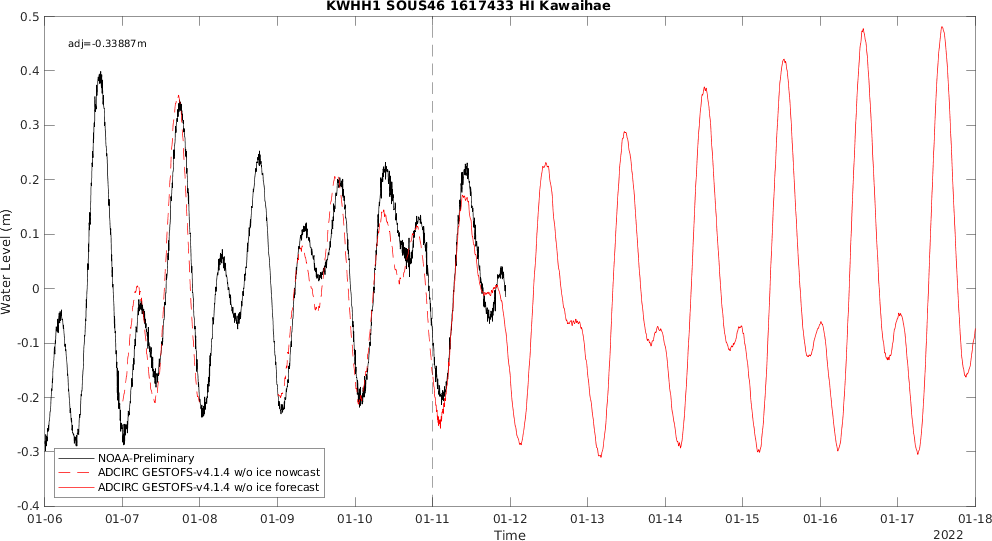 KWHH1 SOUS46 1617433 HI Kawaihae
adj=-0.33887m
Water Level (m)
0.5
0.4
0.3
0.2
0.1
0
-0.1
-0.2
-0.3
-0.4
NOAA-Preliminary
ADCIRC GESTOFS-v4.1.4 w/o ice nowcast
ADCIRC GESTOFS-v4.1.4 w/o ice forecast
01-06 01-07 01-08 01-09 01-10 01-11 01-12 01-13 01-14 01-15 01-16 01-17 01-18
Time
2022